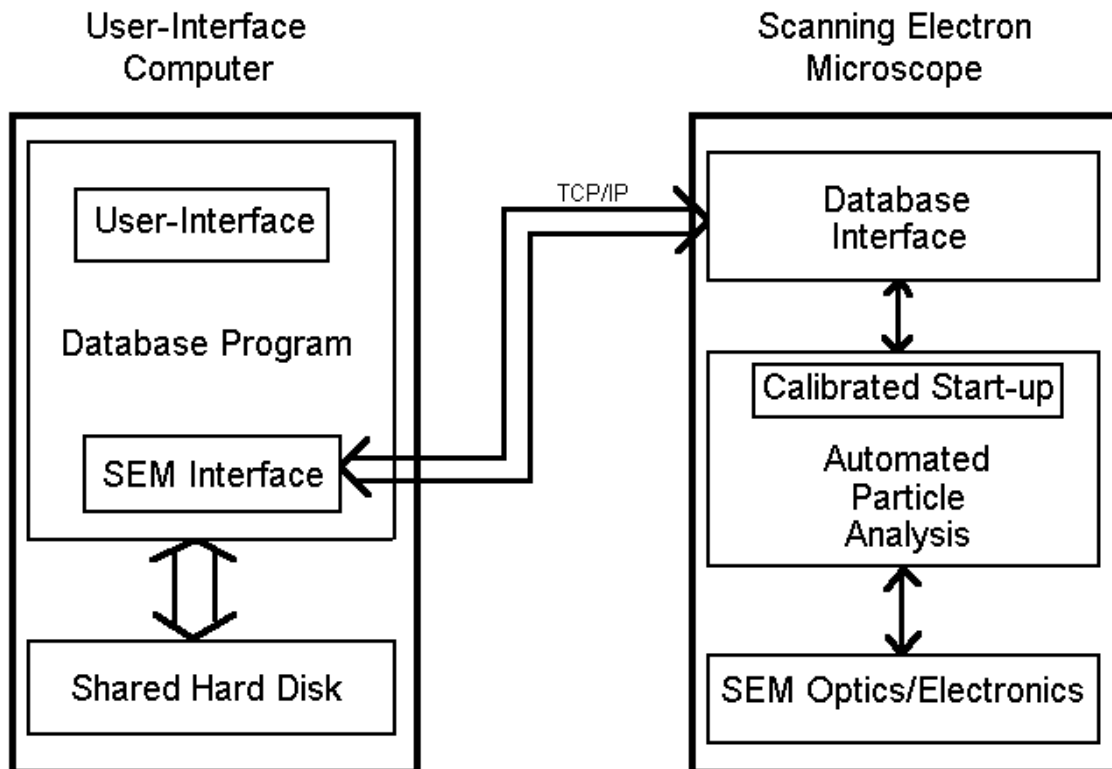 User-Interface
Computer
User-Interface
Database Program
SEM Interface
Shared Hard Disk
TCP/IP
Scanning Electron
Microscope
Database
Interface
Calibrated Start-up
Automated
Particle
Analysis
SEM Optics/Electronics